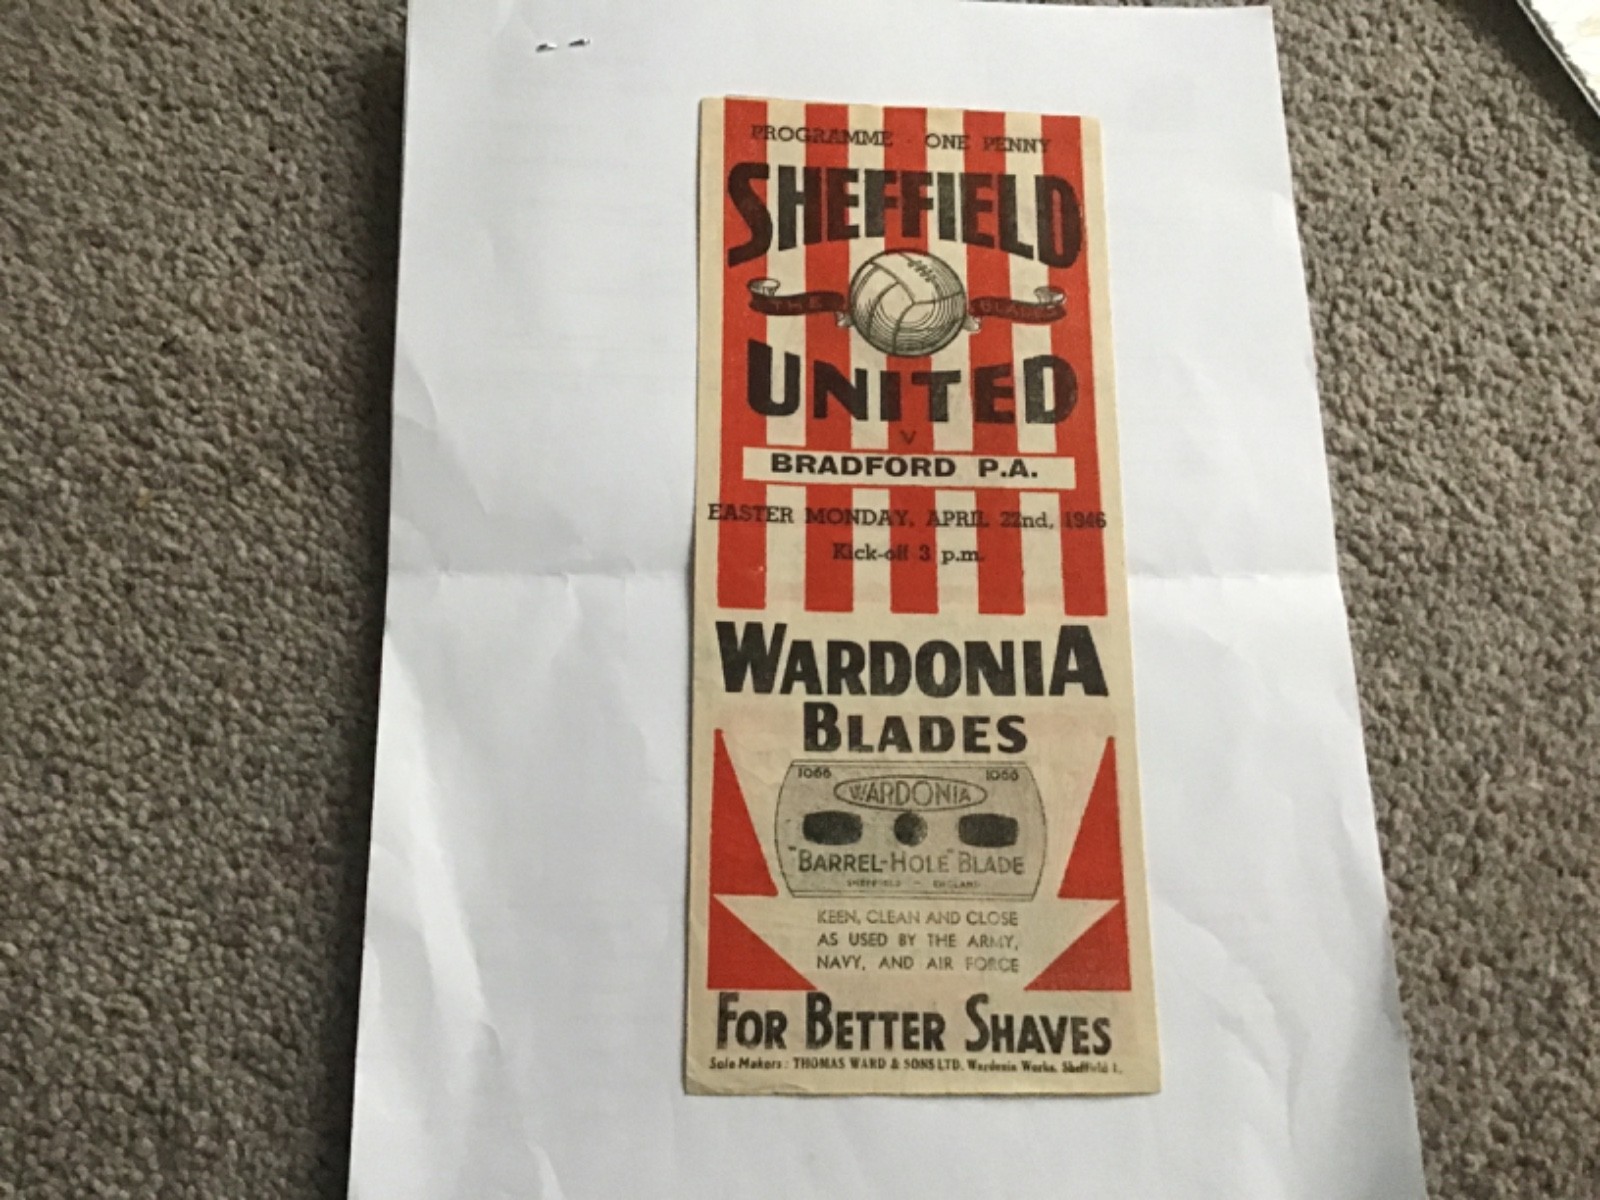 PROGRAMME - ONE PENNY
SHEFFIELD
THE BLADES
UNITED
V
BRADFORD P.A.
EASTER MONDAY, APRIL 22nd, 1946
Kick-off 3 p.m.
WARDONIA
BLADES
1066 1066
WARDONIA
"BARREL-HOLE" BLADE
SHEFFIELD - ENGLAND
KEEN, CLEAN AND CLOSE
AS USED BY THE ARMY,
NAVY, AND AIR FORCE
FOR BETTER SHAVES
Sole Makers: THOMAS WARD & SONS LTD. Wardonia Works, Sheffield 1.